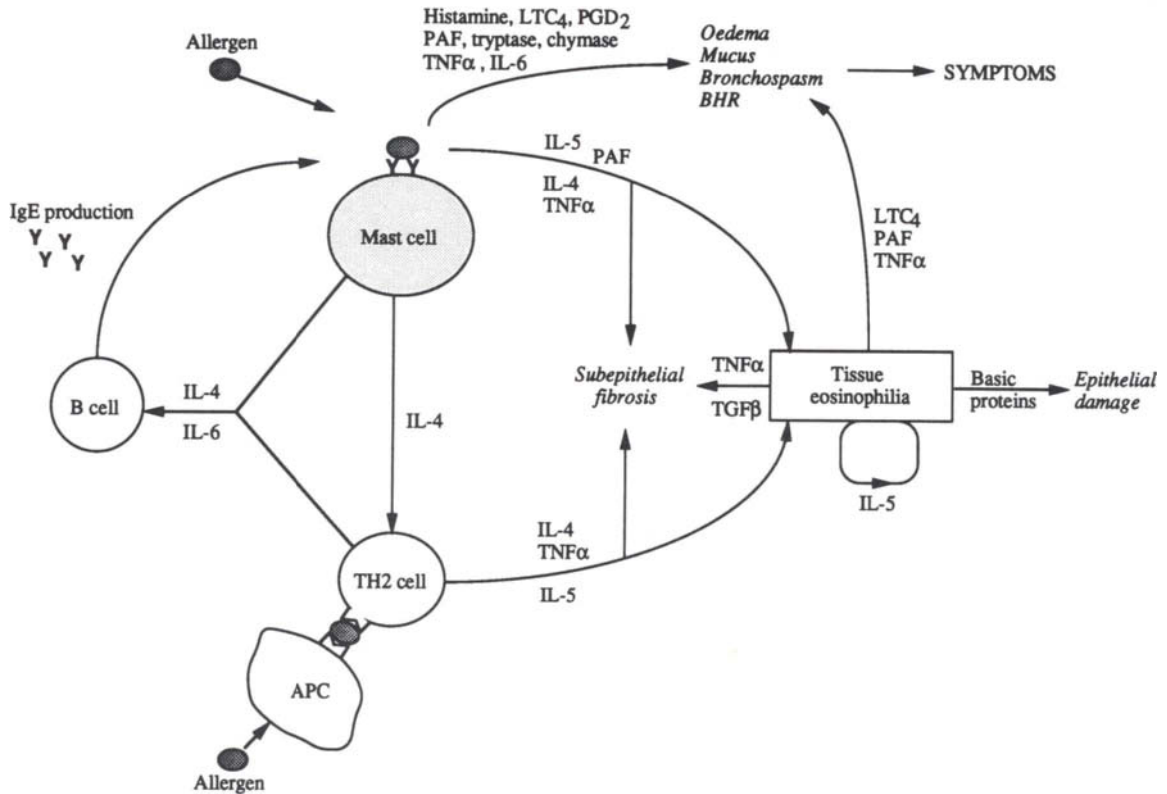 Histamine, LTC4, PGD2
PAF, tryptase, chymase
TNFα , IL-6
Allergen
Oedema
Mucus
Bronchospasm
BHR
SYMPTOMS
IL-5
PAF
IL-4
TNFα
IgE production
Y Y Y Y Y
Mast cell
LTC4
PAF
TNFα
B cell
IL-4
IL-6
IL-4
Subepithelial
fibrosis
TNFα
TGFβ
Tissue
eosinophilia
Basic
proteins
Epithelial
damage
IL-5
IL-4
TNFα
IL-5
TH2 cell
APC
Allergen